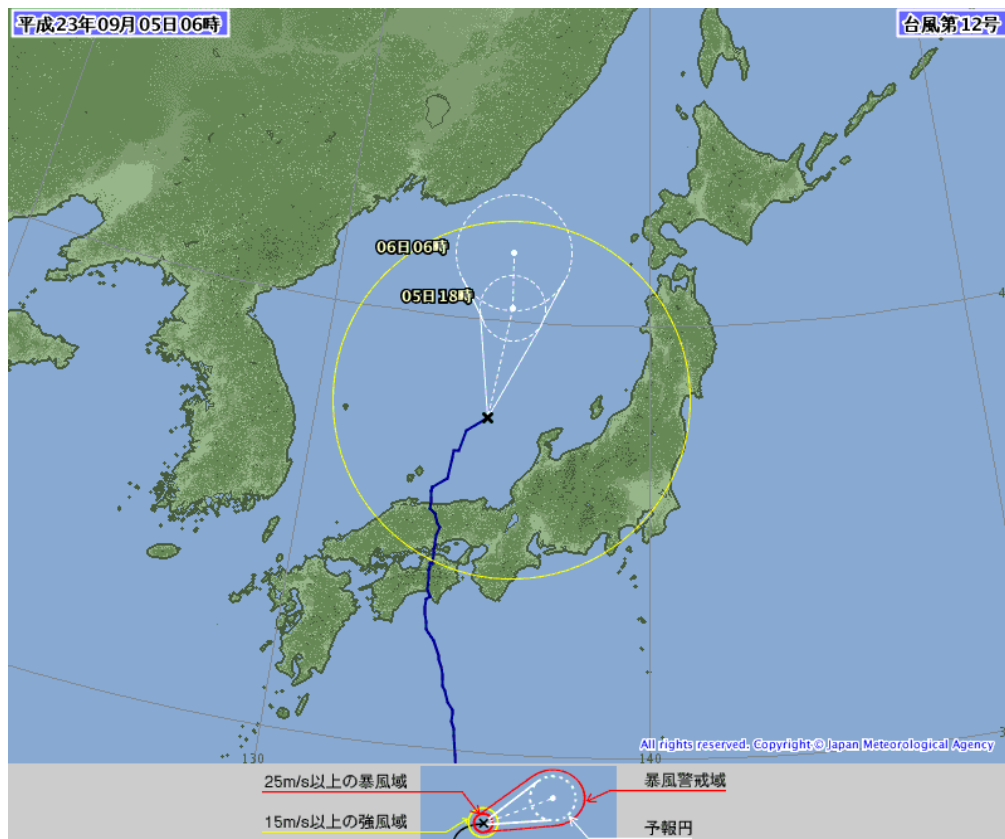 平成23年09月05日06時
台風第12号
06日06時
05日18時
4
3
All rights reserved. Copyright © Japan Meteorological Agency
130
140
25m/s以上の暴風域
暴風警戒域
15m/s以上の強風域
予報円